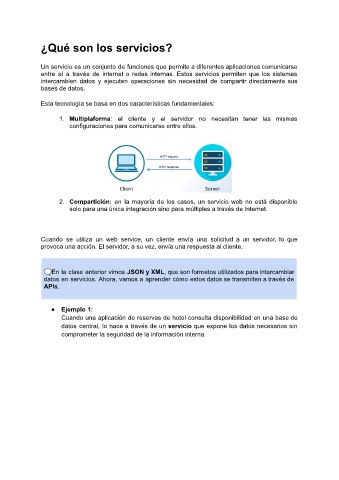 ¿Qué son los servicios?
Un servicio es un conjunto de funciones que permite a diferentes aplicaciones comunicarse
entre sí a través de internet o redes internas. Estos servicios permiten que los sistemas
intercambien datos y ejecuten operaciones sin necesidad de compartir directamente sus
bases de datos.
Esta tecnología se basa en dos características fundamentales:
1. Multiplaforma: el cliente y el servidor no necesitan tener las mismas
configuraciones para comunicarse entre ellos.
HTTP request
HTTP response
Client Server
2. Compartición: en la mayoría de los casos, un servicio web no está disponible
solo para una única integración sino para múltiples a través de Internet.
Cuando se utiliza un web service, un cliente envía una solicitud a un servidor, lo que
provoca una acción. El servidor, a su vez, envía una respuesta al cliente.
En la clase anterior vimos JSON y XML, que son formatos utilizados para intercambiar
datos en servicios. Ahora, vamos a aprender cómo estos datos se transmiten a través de
APIs.
● Ejemplo 1:
Cuando una aplicación de reservas de hotel consulta disponibilidad en una base de
datos central, lo hace a través de un servicio que expone los datos necesarios sin
comprometer la seguridad de la información interna.